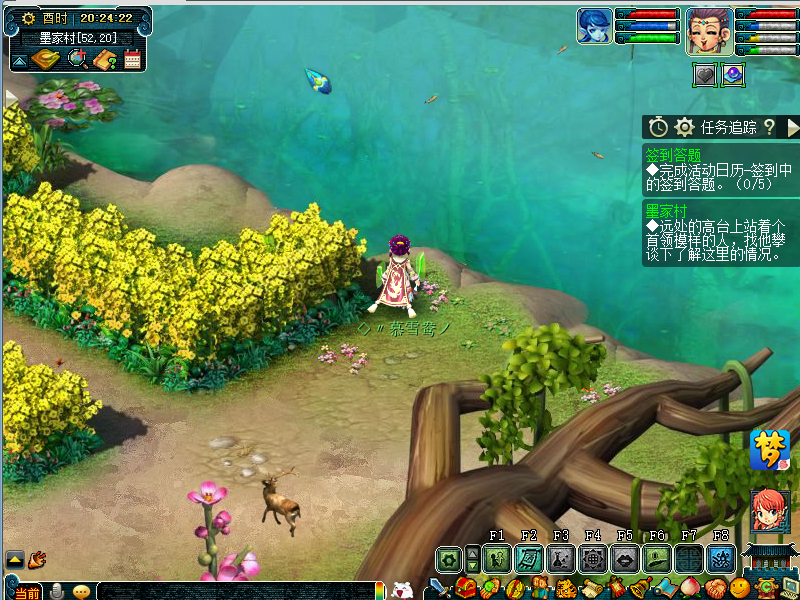 酉时 20:24:22
墨家村[52,20]
任务追踪 ?
签到答题
◆完成活动日历-签到中
的签到答题。（0/5）
墨家村
◆远处的高台上站着个
首领模样的人，找他攀
谈下了解这里的情况。
◇〃慕雪鸯ノ
梦
F1 F2 F3 F4 F5 F6 F7 F8
当前